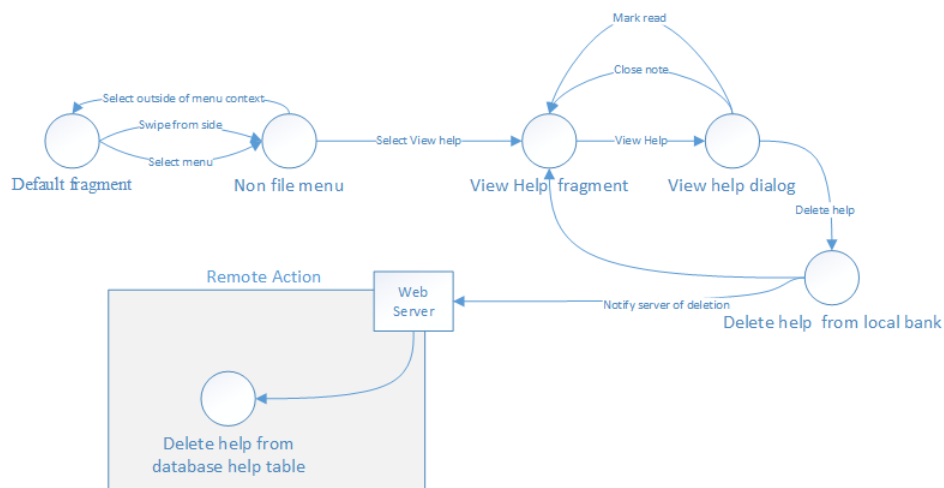 Mark read
Close note
Select outside of menu context
Swipe from side
Select menu
Select View help
View Help
Default fragment
Non file menu
View Help  fragment
View help dialog
Delete help
Remote Action
Web
Server
Notify server of deletion
Delete help  from local bank
Delete help from
database help table